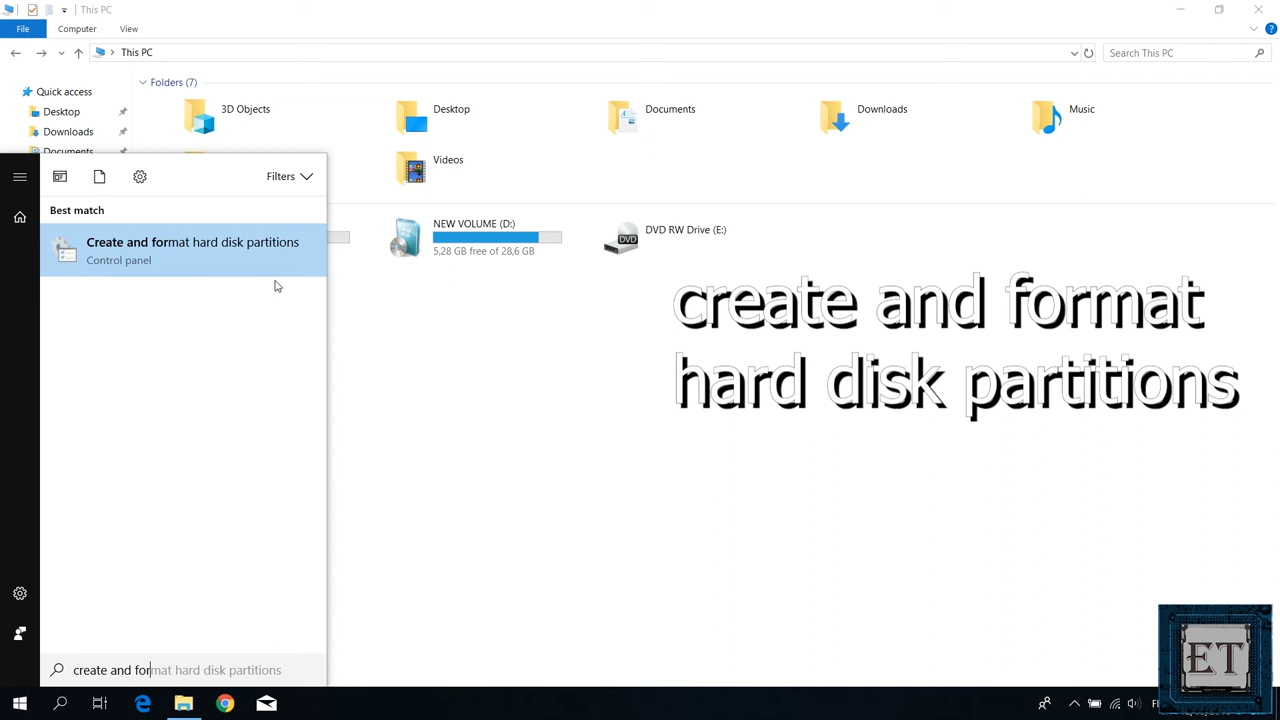 This PC
File
Computer
View
This PC
Search This PC
Folders (7)
Quick access
Desktop
Downloads
Documents
3D Objects
Desktop
Documents
Downloads
Music
Videos
NEW VOLUME (D:)
5,28 GB free of 28,6 GB
DVD
DVD RW Drive (E:)
Filters
Best match
Create and format hard disk partitions
Control panel
create and format hard disk partitions
create and format
hard disk partitions
ET